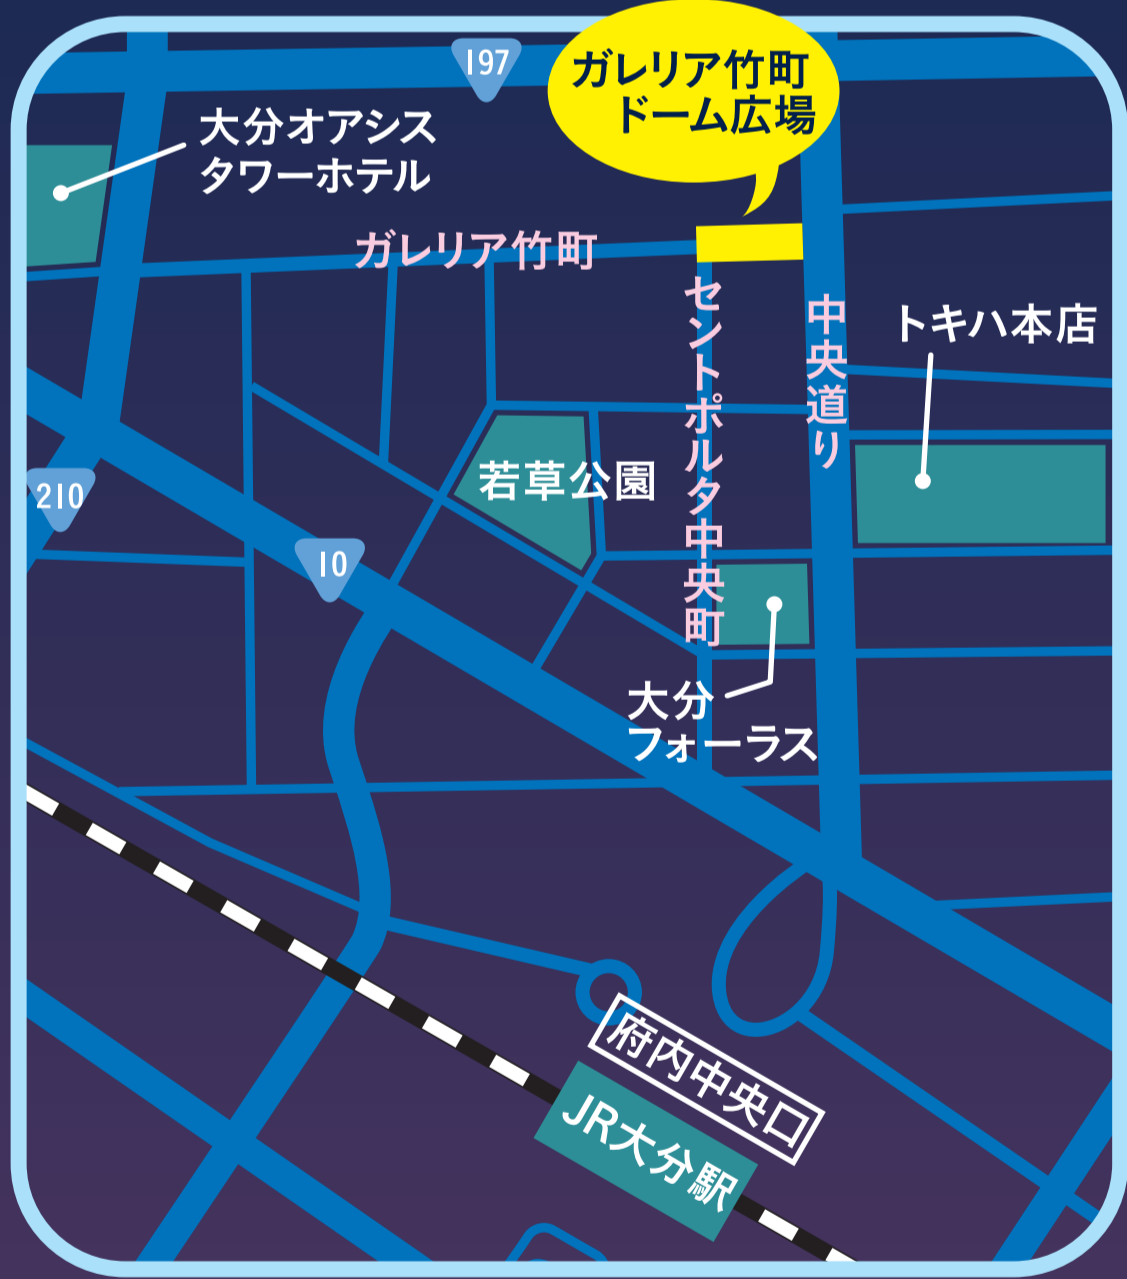 197
ガレリア竹町
ドーム広場
大分オアシス
タワーホテル
ガレリア竹町
セントポルタ中央町
中央道り
トキハ本店
若草公園
210
10
大分
フォーラス
府内中央口
JR大分駅